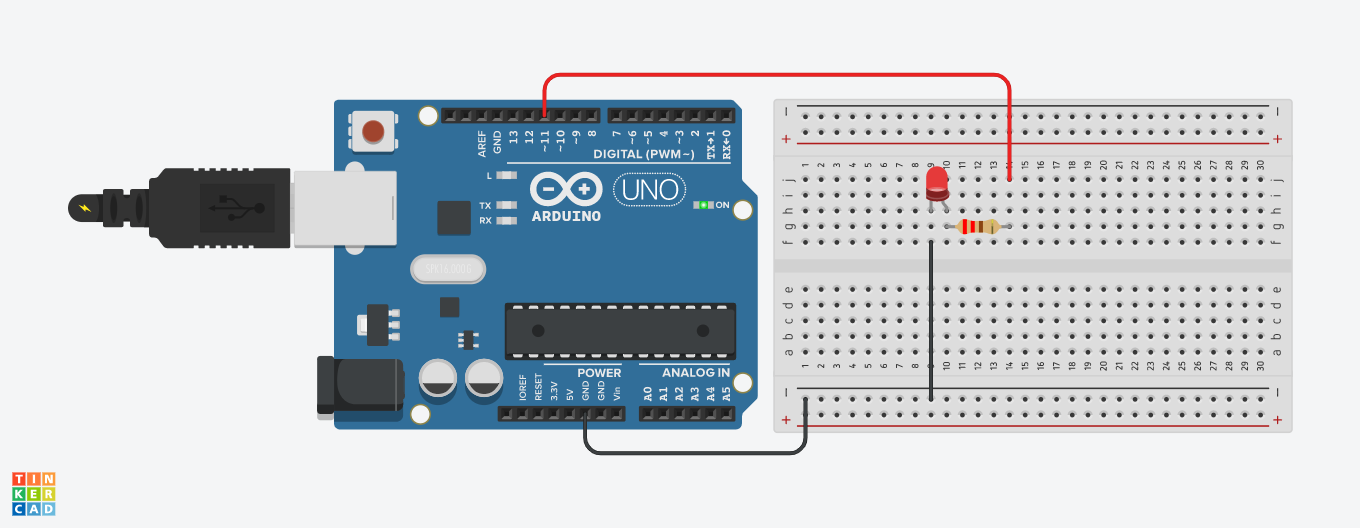 AREF
GND
13
12
~11
~10
~9
8
7
~6
~5
4
~3
2
TX→1
RX←0
DIGITAL (PWM~)
L
TX
RX
UNO
ON
ARDUINO
IOREF
RESET
3.3V
5V
GND
GND
Vin
POWER
ANALOG IN
A0
A1
A2
A3
A4
A5
− −
+ +
1 2 3 4 5 6 7 8 9 10 11 12 13 14 15 16 17 18 19 20 21 22 23 24 25 26 27 28 29 30
j j
i i
h h
g g
f f
e e
d d
c c
b b
a a
1 2 3 4 5 6 7 8 9 10 11 12 13 14 15 16 17 18 19 20 21 22 23 24 25 26 27 28 29 30
− −
+ +
TIN
KER
CAD